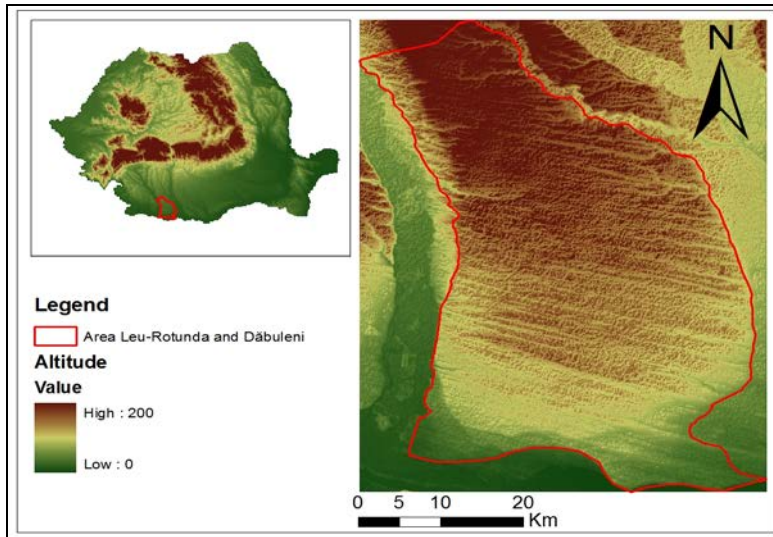 N
Legend
Area Leu-Rotunda and Dăbuleni
Altitude
Value
High : 200
Low : 0
0 5 10 20
Km